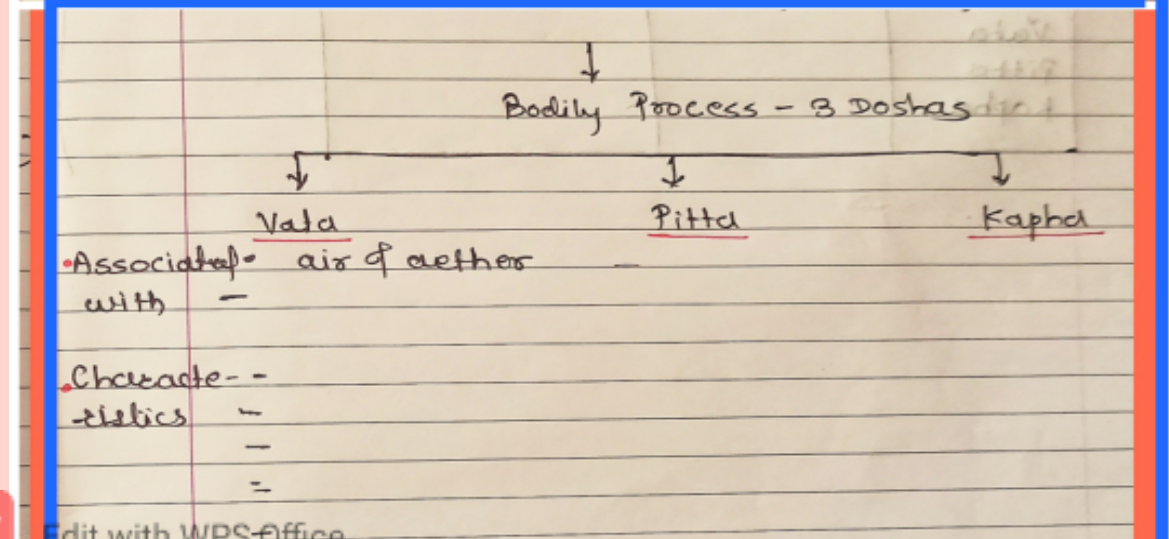 Bodily Process - 3 Doshas
Vata Pitta Kapha
• Associated • air & aether -
with -
• Characte- -
ristics -
-
-
Edit with WPS Office